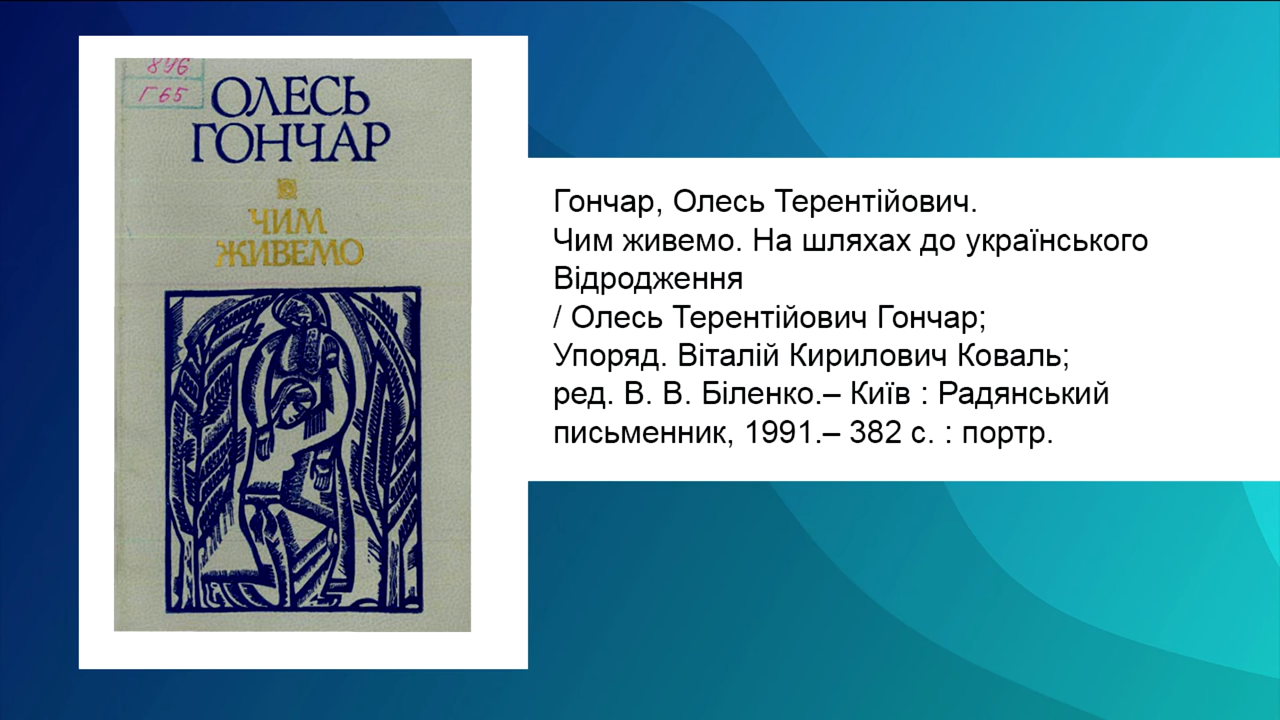 8У6
Г65
ОЛЕСЬ
ГОНЧАР
ЧИМ
ЖИВЕМО
Гончар, Олесь Терентійович.
Чим живемо. На шляхах до українського
Відродження
/ Олесь Терентійович Гончар;
Упоряд. Віталій Кирилович Коваль;
ред. В. В. Біленко.– Київ : Радянський
письменник, 1991.– 382 с. : портр.